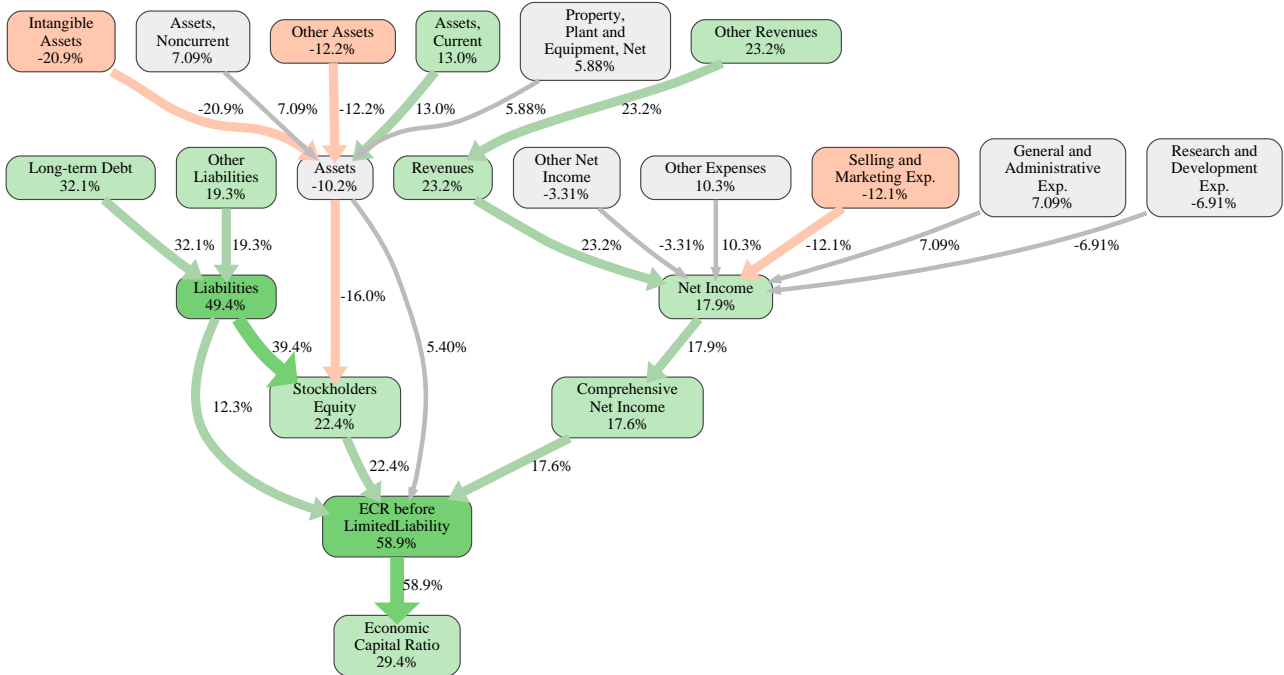 Intangible
Assets
-20.9%
Assets,
Noncurrent
7.09%
Other Assets
-12.2%
Assets,
Current
13.0%
Property,
Plant and
Equipment, Net
5.88%
Other Revenues
23.2%
-20.9%
7.09%
-12.2%
13.0%
5.88%
23.2%
Long-term Debt
32.1%
Other
Liabilities
19.3%
Assets
-10.2%
Revenues
23.2%
Other Net
Income
-3.31%
Other Expenses
10.3%
Selling and
Marketing Exp.
-12.1%
General and
Administrative
Exp.
7.09%
Research and
Development
Exp.
-6.91%
32.1%
19.3%
23.2%
-3.31%
10.3%
-12.1%
7.09%
-6.91%
Liabilities
49.4%
-16.0%
Net Income
17.9%
39.4%
5.40%
17.9%
12.3%
Stockholders
Equity
22.4%
Comprehensive
Net Income
17.6%
22.4%
17.6%
ECR before
LimitedLiability
58.9%
58.9%
Economic
Capital Ratio
29.4%